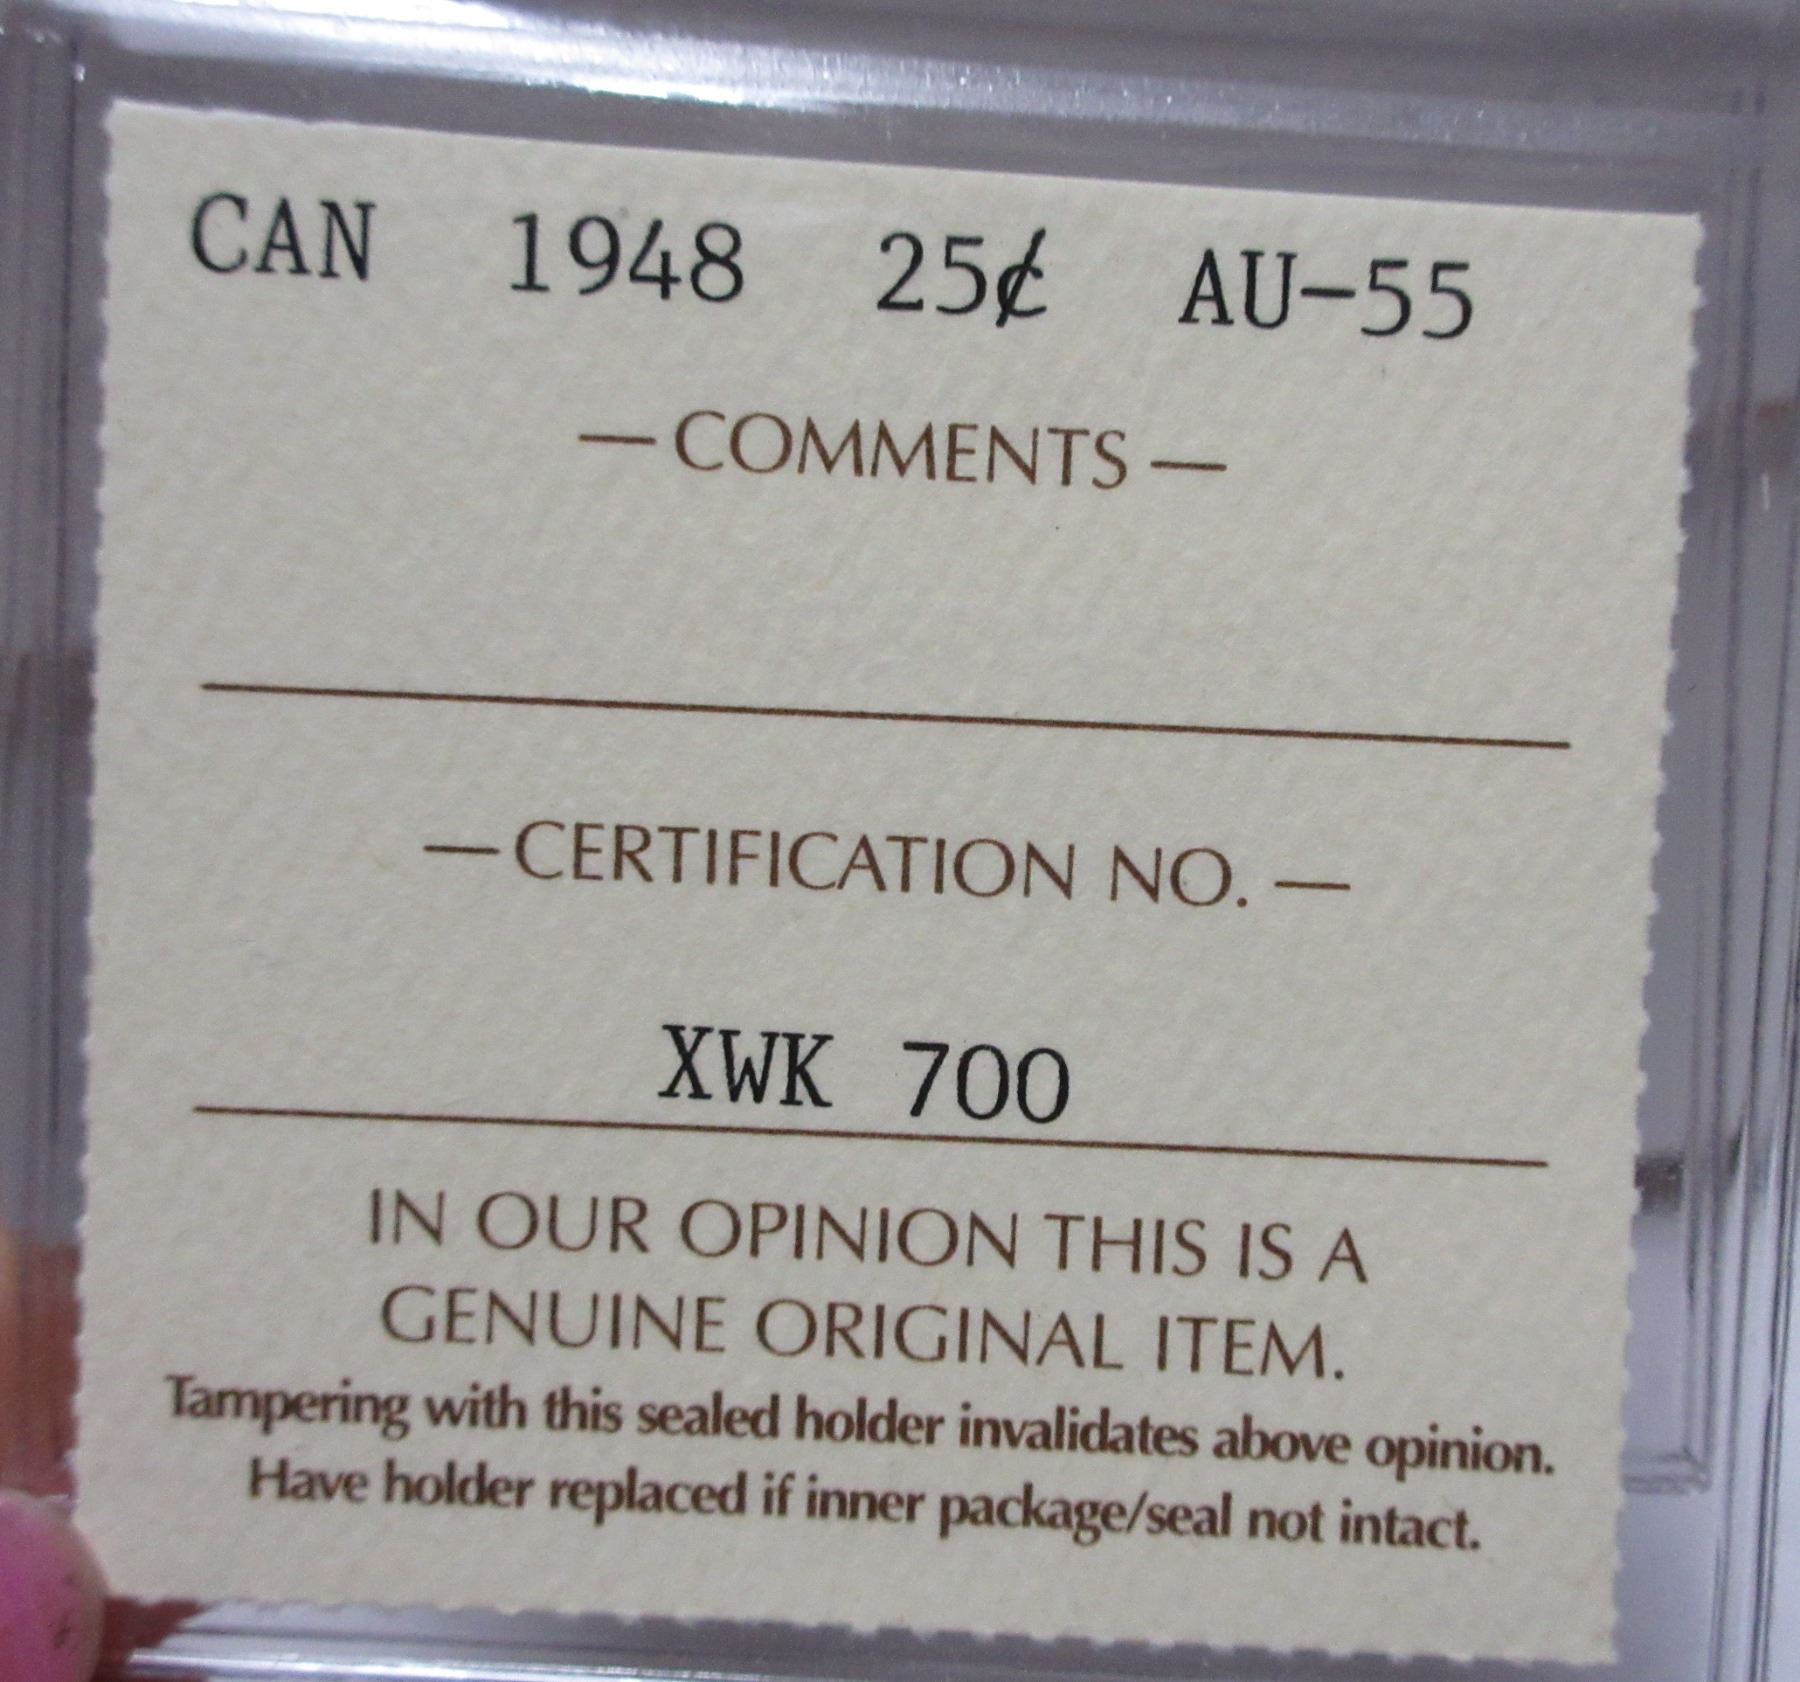 CAN 1948 25¢ AU-55
— COMMENTS —
— CERTIFICATION NO. —
XWK 700
IN OUR OPINION THIS IS A
GENUINE ORIGINAL ITEM.
Tampering with this sealed holder invalidates above opinion.
Have holder replaced if inner package/seal not intact.